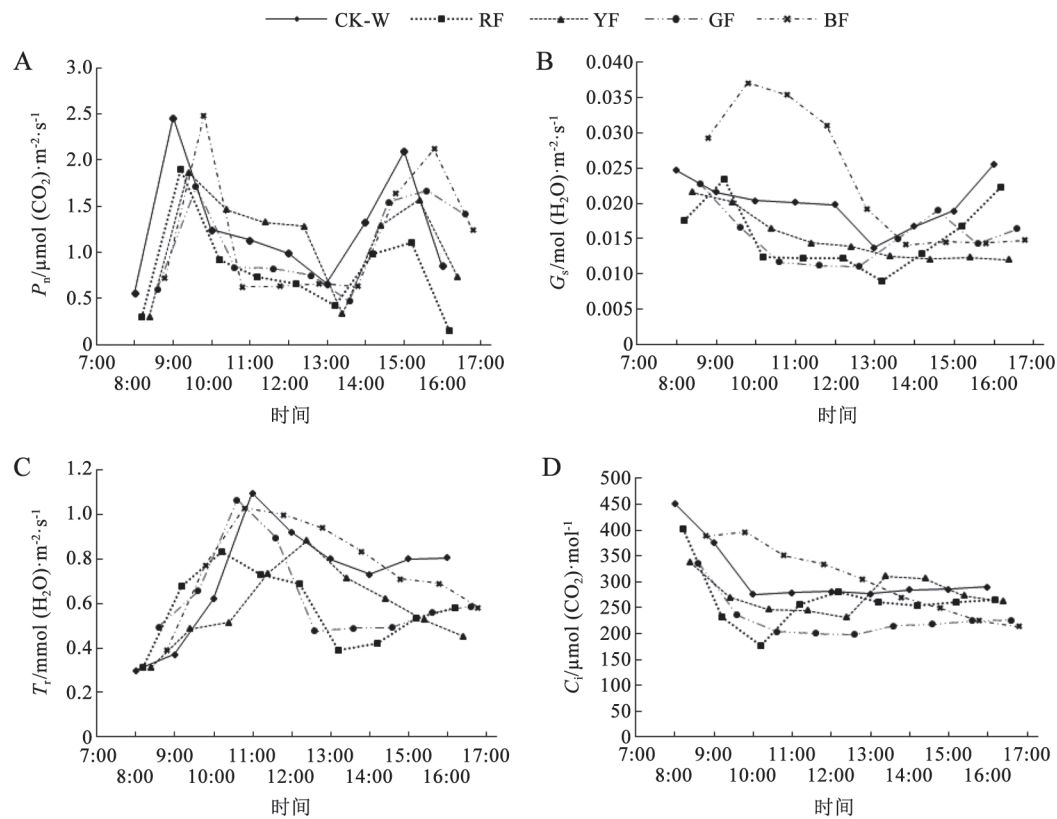 CK-W RF YF GF BF
A
Pn/μmol (CO₂)·m⁻²·s⁻¹
3.0
2.5
2.0
1.5
1.0
0.5
0
7:00 9:00 11:00 13:00 15:00 17:00
8:00 10:00 12:00 14:00 16:00
时间
B
Gs/mol (H₂O)·m⁻²·s⁻¹
0.040
0.035
0.030
0.025
0.020
0.015
0.010
0.005
0
7:00 9:00 11:00 13:00 15:00 17:00
8:00 10:00 12:00 14:00 16:00
时间
C
Tr/mmol (H₂O)·m⁻²·s⁻¹
1.2
1.0
0.8
0.6
0.4
0.2
0.0
7:00 9:00 11:00 13:00 15:00 17:00
8:00 10:00 12:00 14:00 16:00
时间
D
Ci/μmol (CO₂)·mol⁻¹
500
450
400
350
300
250
200
150
100
50
0
7:00 9:00 11:00 13:00 15:00 17:00
8:00 10:00 12:00 14:00 16:00
时间